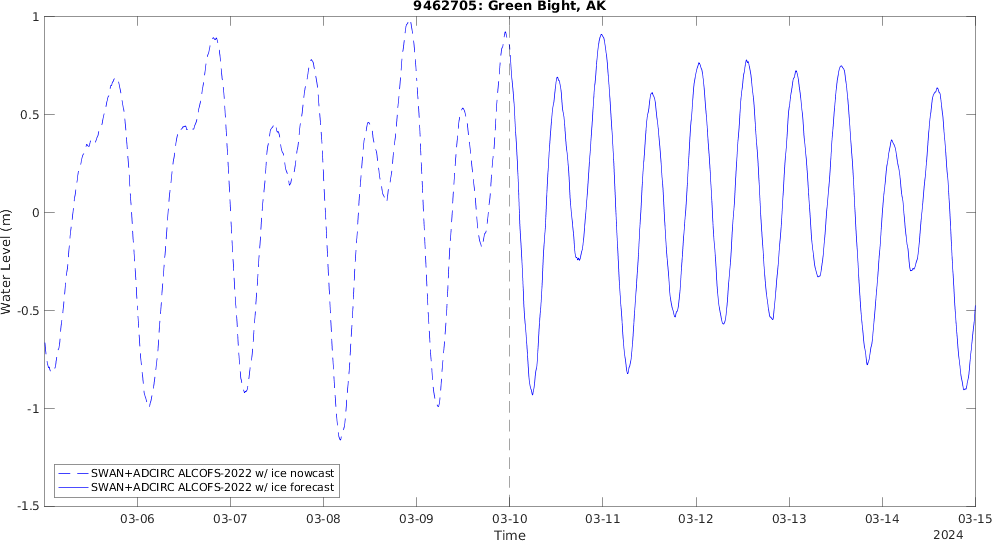 9462705: Green Bight, AK
1
0.5
0
-0.5
-1
-1.5
Water Level (m)
SWAN+ADCIRC ALCOFS-2022 w/ ice nowcast
SWAN+ADCIRC ALCOFS-2022 w/ ice forecast
03-06 03-07 03-08 03-09 03-10 03-11 03-12 03-13 03-14 03-15
Time
2024